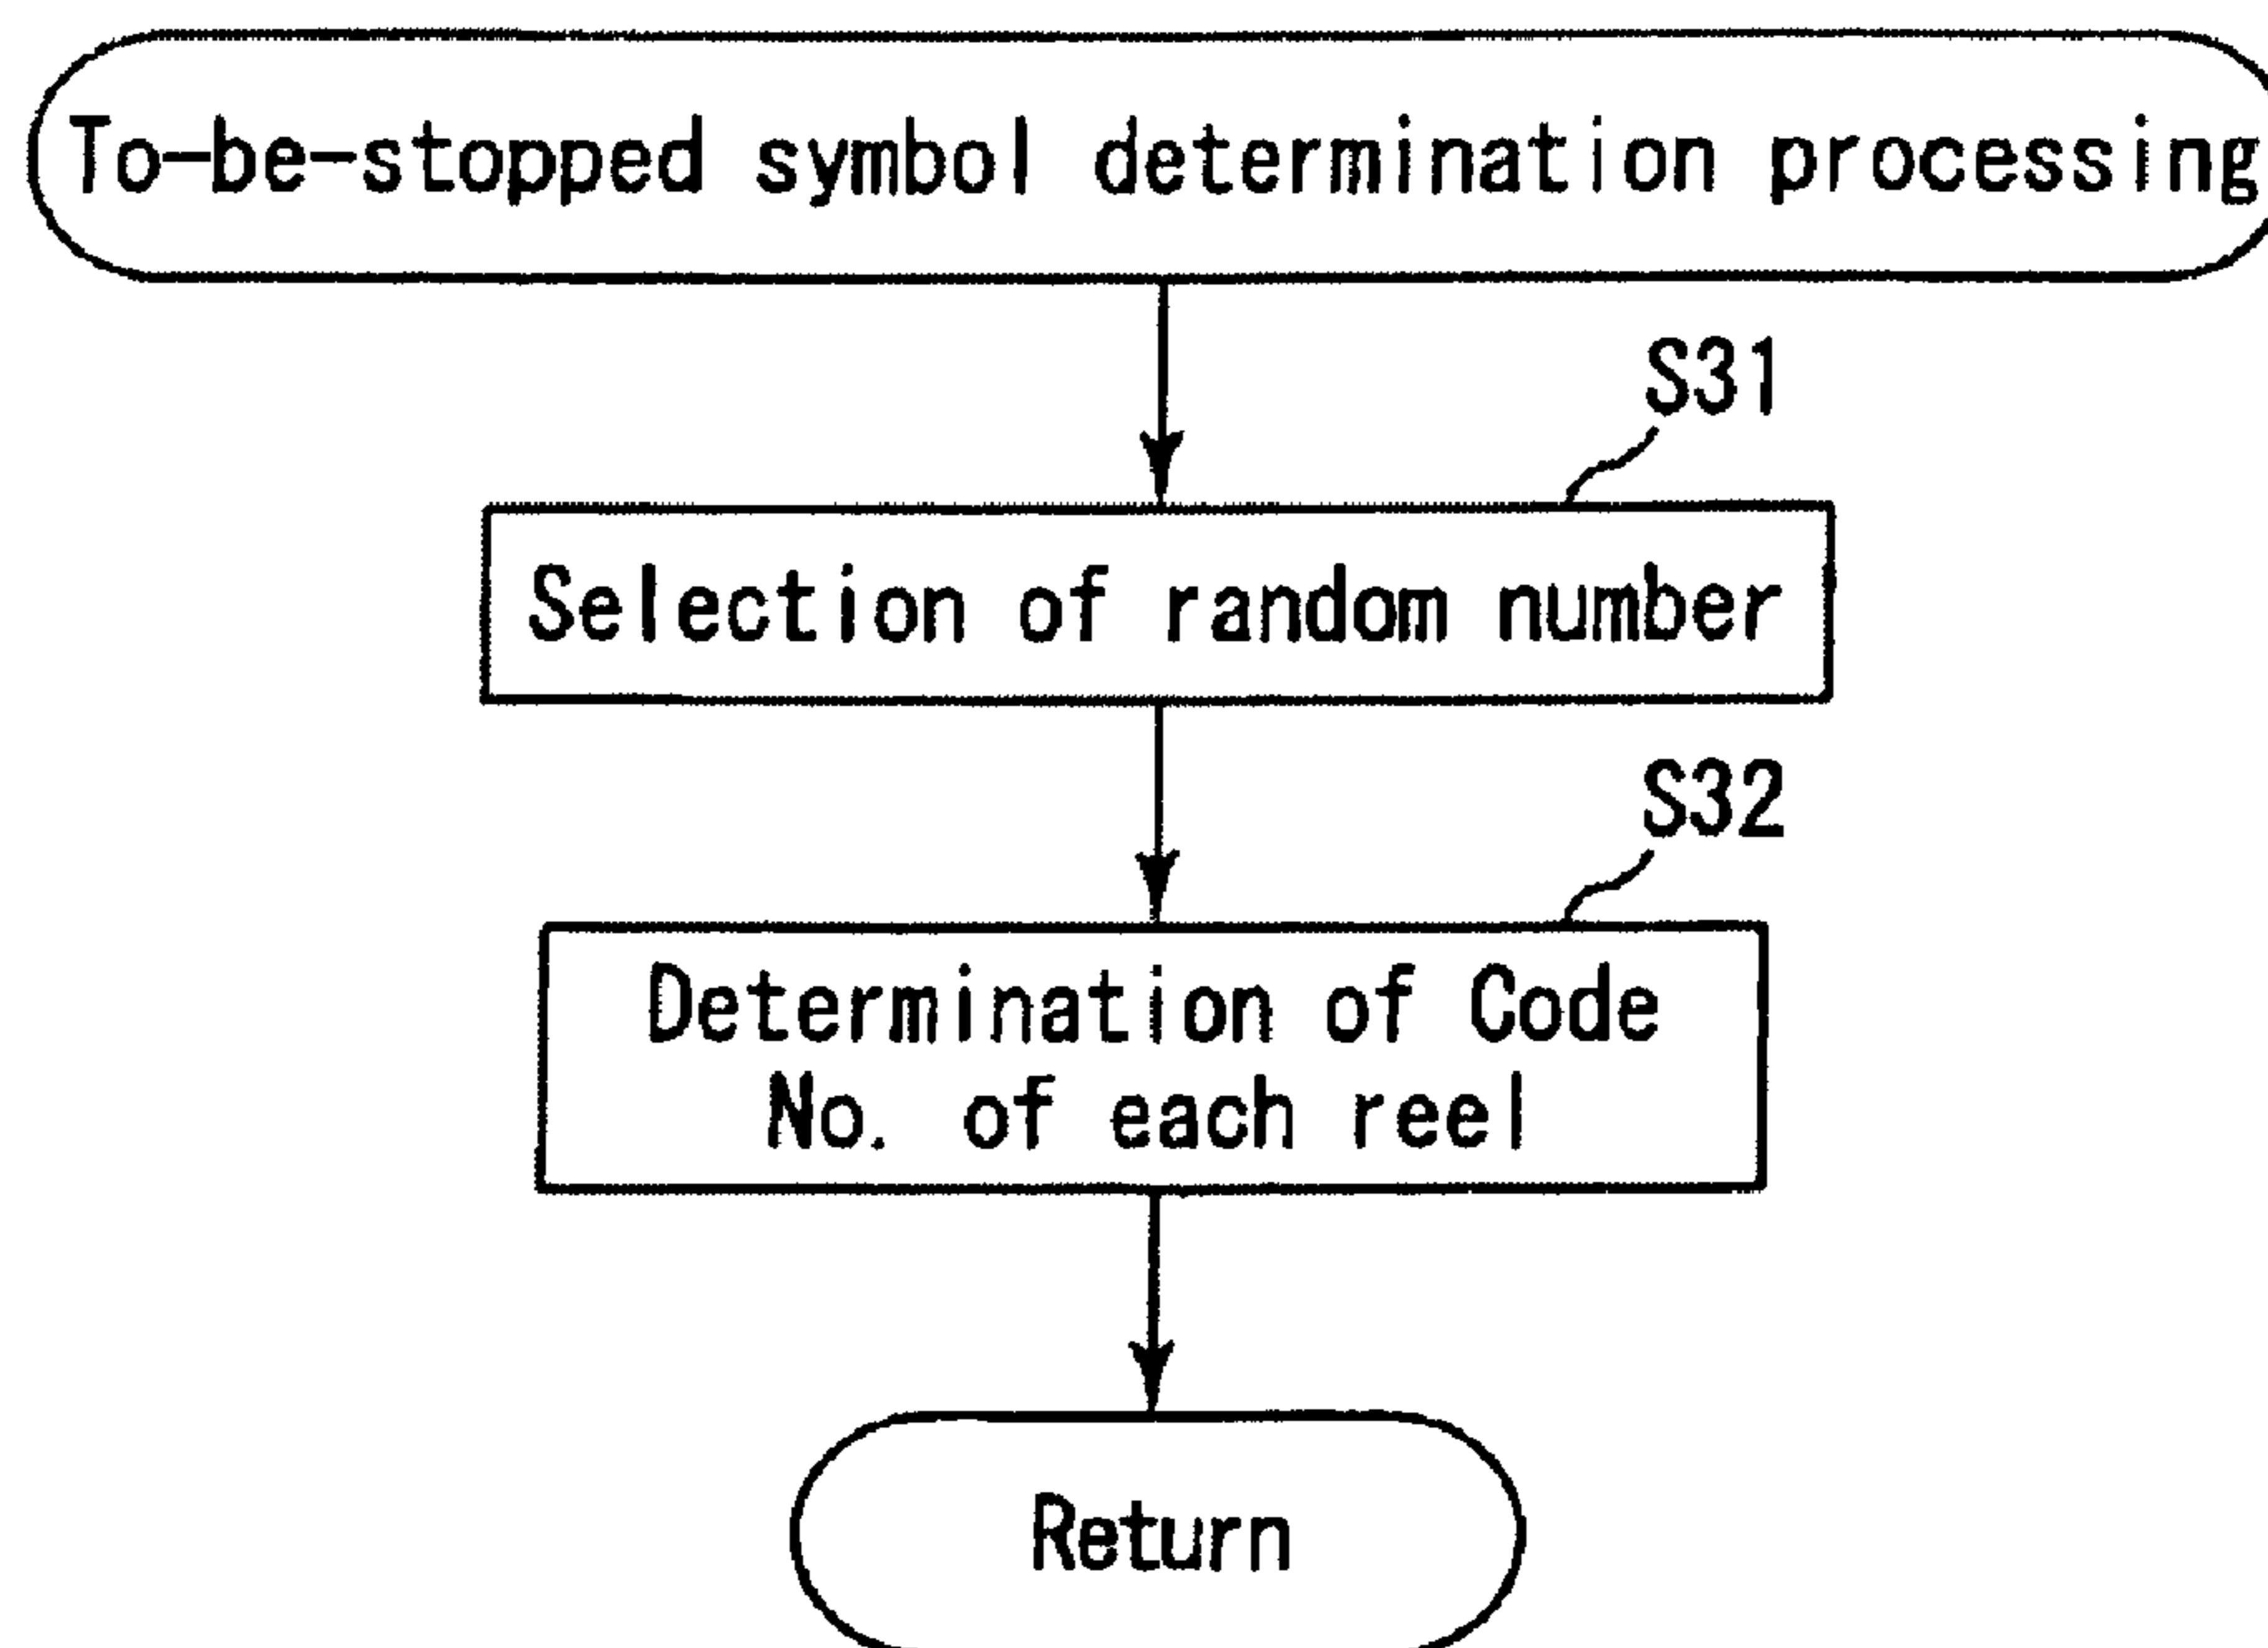 To-be-stopped symbol determination processing
S31
Selection of random number
S32
Determination of Code
No. of each reel
Return